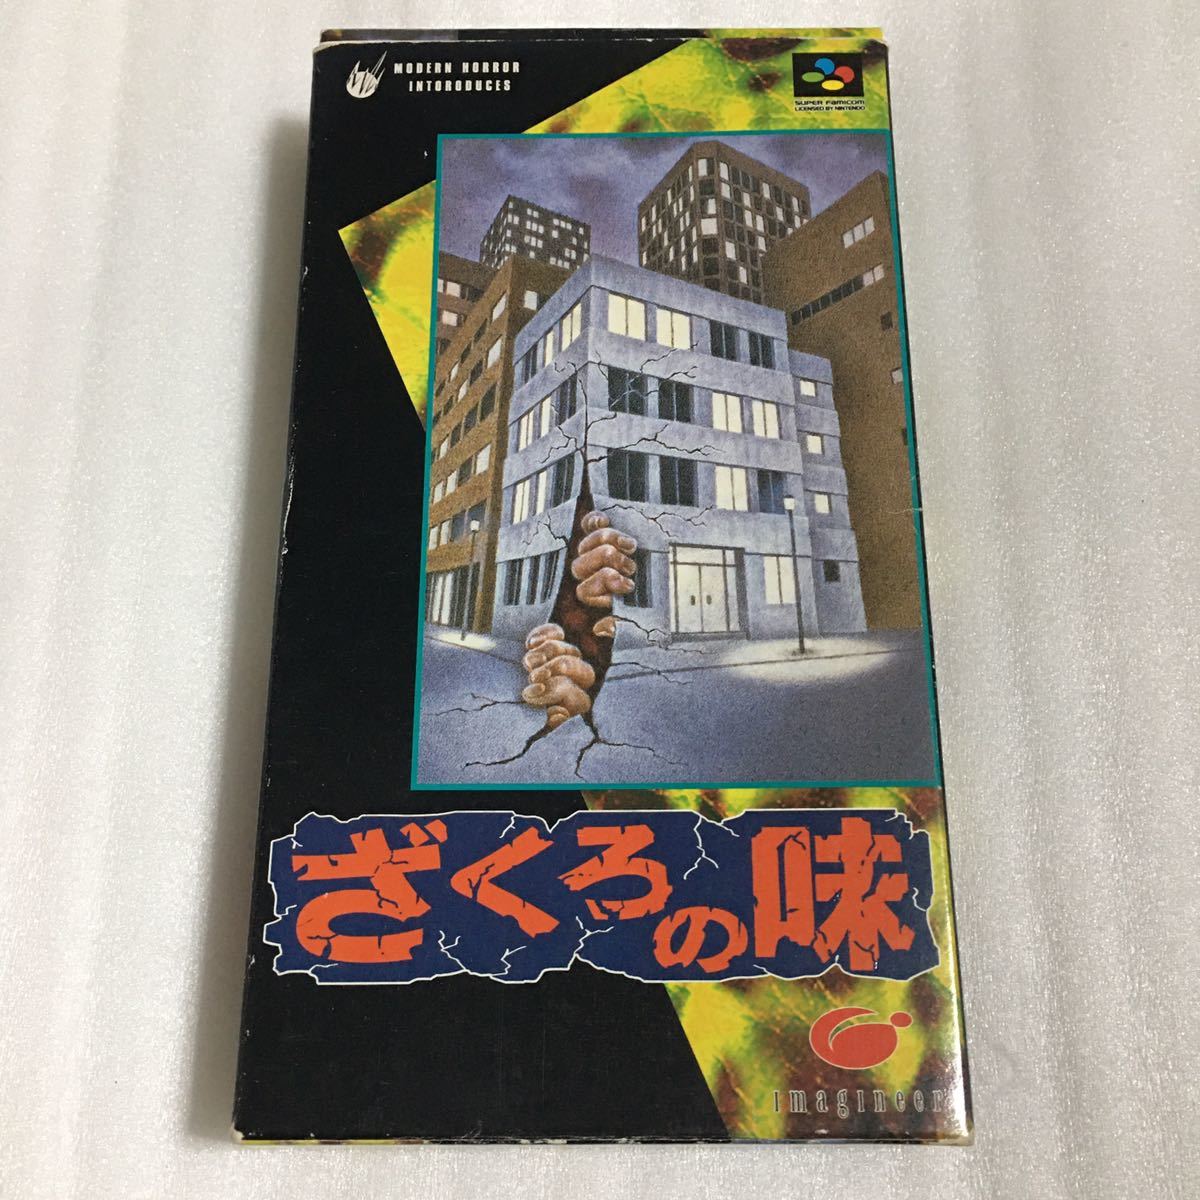 MODERN HORROR
INTORODUCES
SUPER FAMICOM
LICENSED BY NINTENDO
ざくろの味
imagineer